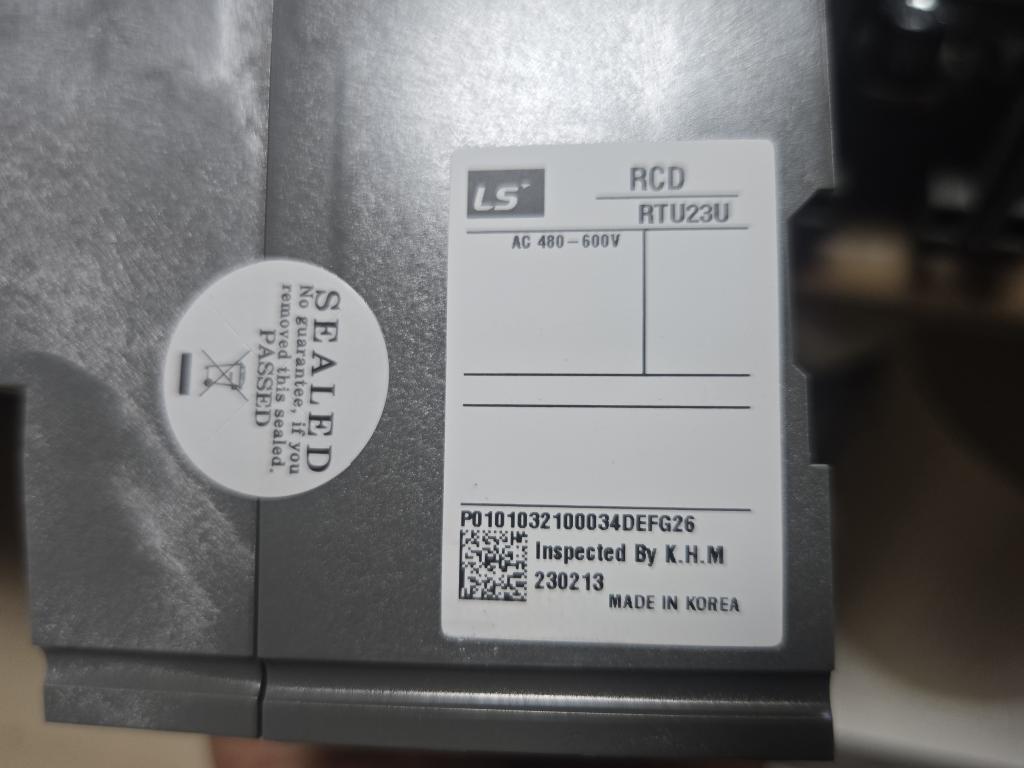 LS
RCD
RTU23U
AC 480-600V
P0101032100034DEFG26
Inspected By K.H.M
230213
MADE IN KOREA
SEALED
No guarantee, if you
removed this sealed.
PASSED